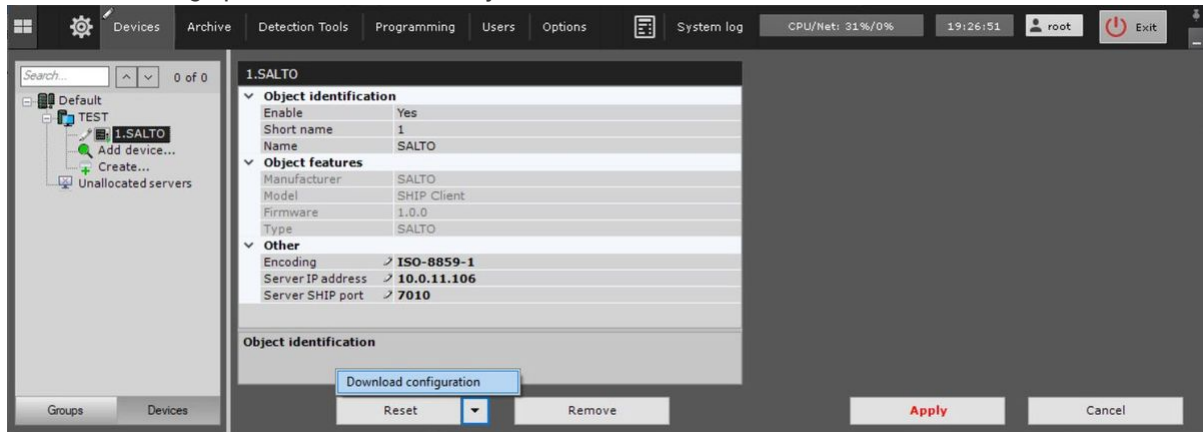 Devices Archive Detection Tools Programming Users Options System log CPU/Net: 31%/0% 19:26:51 root Exit
Search... 0 of 0
Default
TEST
1.SALTO
Add device...
Create...
Unallocated servers
Groups Devices
1.SALTO
Object identification
Enable Yes
Short name 1
Name SALTO
Object features
Manufacturer SALTO
Model SHIP Client
Firmware 1.0.0
Type SALTO
Other
Encoding ISO-8859-1
Server IP address 10.0.11.106
Server SHIP port 7010
Object identification
Download configuration
Reset Remove Apply Cancel